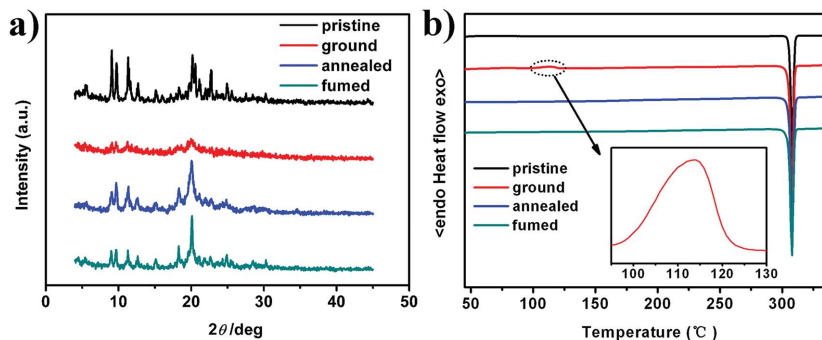 a)
pristine
ground
annealed
fumed
Intensity (a.u.)
0 10 20 30 40 50
2θ/deg
b)
<endo Heat flow exo>
pristine
ground
annealed
fumed
100 110 120 130
50 100 150 200 250 300
Temperature (℃)